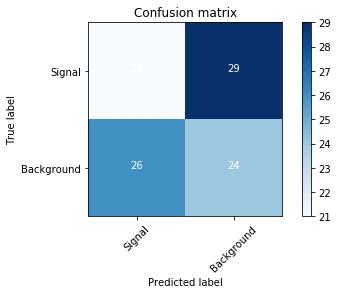 Confusion matrix
True label
Signal
29
Background
26
24
Signal
Background
Predicted label
29
28
27
26
25
24
23
22
21